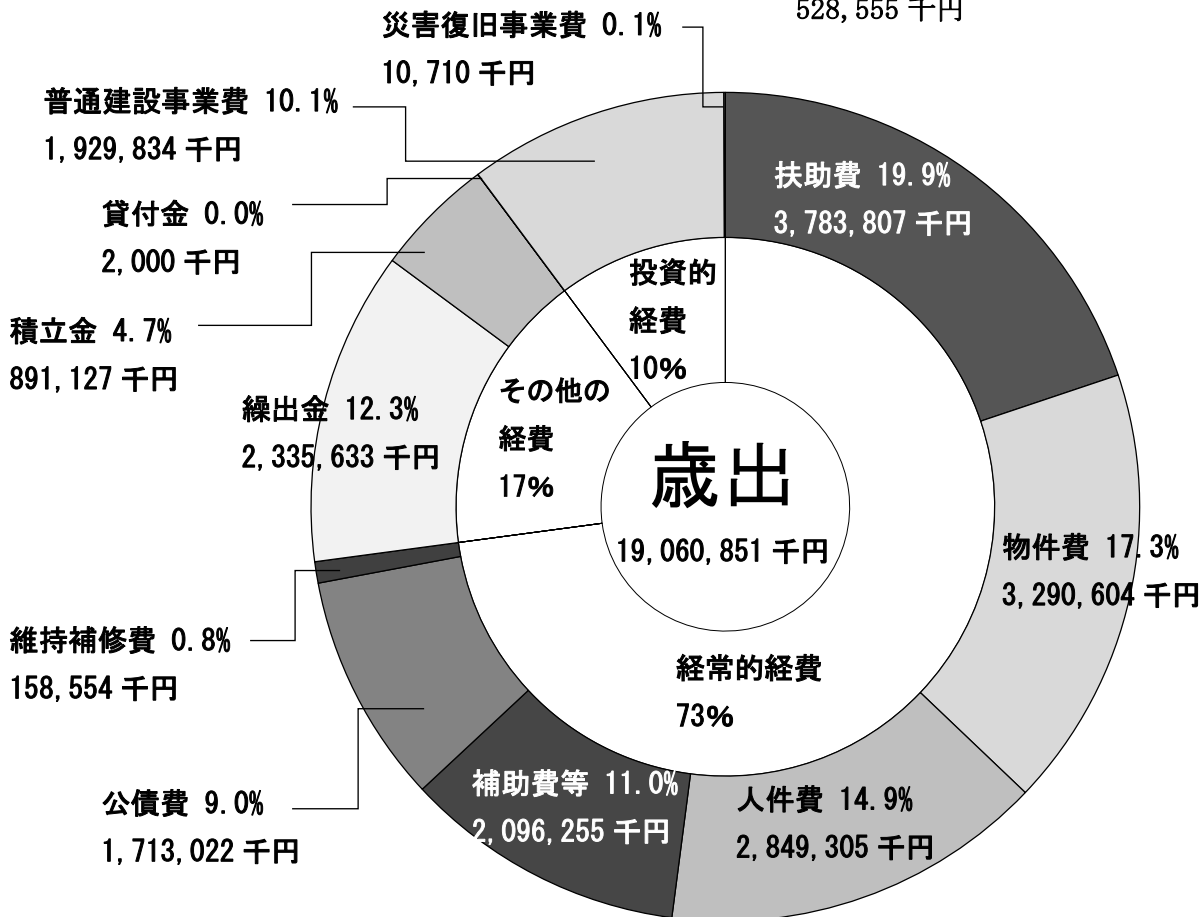 528,555 千円
災害復旧事業費 0.1%
10,710 千円
普通建設事業費 10.1%
1,929,834 千円
貸付金 0.0%
2,000 千円
積立金 4.7%
891,127 千円
繰出金 12.3%
2,335,633 千円
維持補修費 0.8%
158,554 千円
公債費 9.0%
1,713,022 千円
補助費等 11.0%
2,096,255 千円
人件費 14.9%
2,849,305 千円
物件費 17.3%
3,290,604 千円
扶助費 19.9%
3,783,807 千円
投資的
経費
10%
その他の
経費
17%
歳出
19,060,851 千円
経常的経費
73%